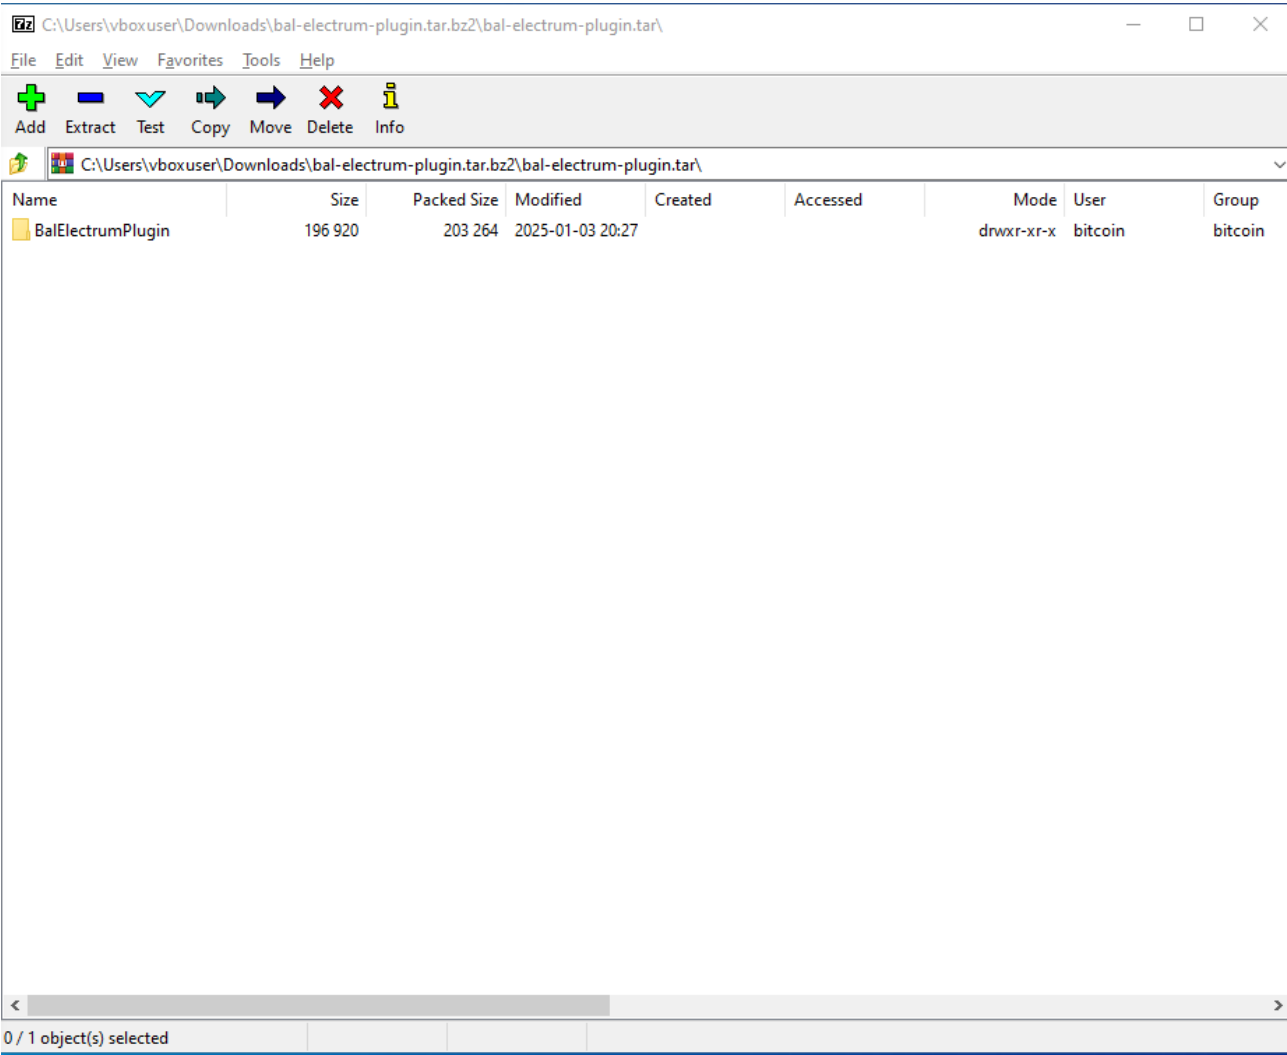 7z C:\Users\vboxuser\Downloads\bal-electrum-plugin.tar.bz2\bal-electrum-plugin.tar\
File Edit View Favorites Tools Help
Add Extract Test Copy Move Delete Info
C:\Users\vboxuser\Downloads\bal-electrum-plugin.tar.bz2\bal-electrum-plugin.tar\
Name Size Packed Size Modified Created Accessed Mode User Group
BalElectrumPlugin 196 920 203 264 2025-01-03 20:27 drwxr-xr-x bitcoin bitcoin
0 / 1 object(s) selected